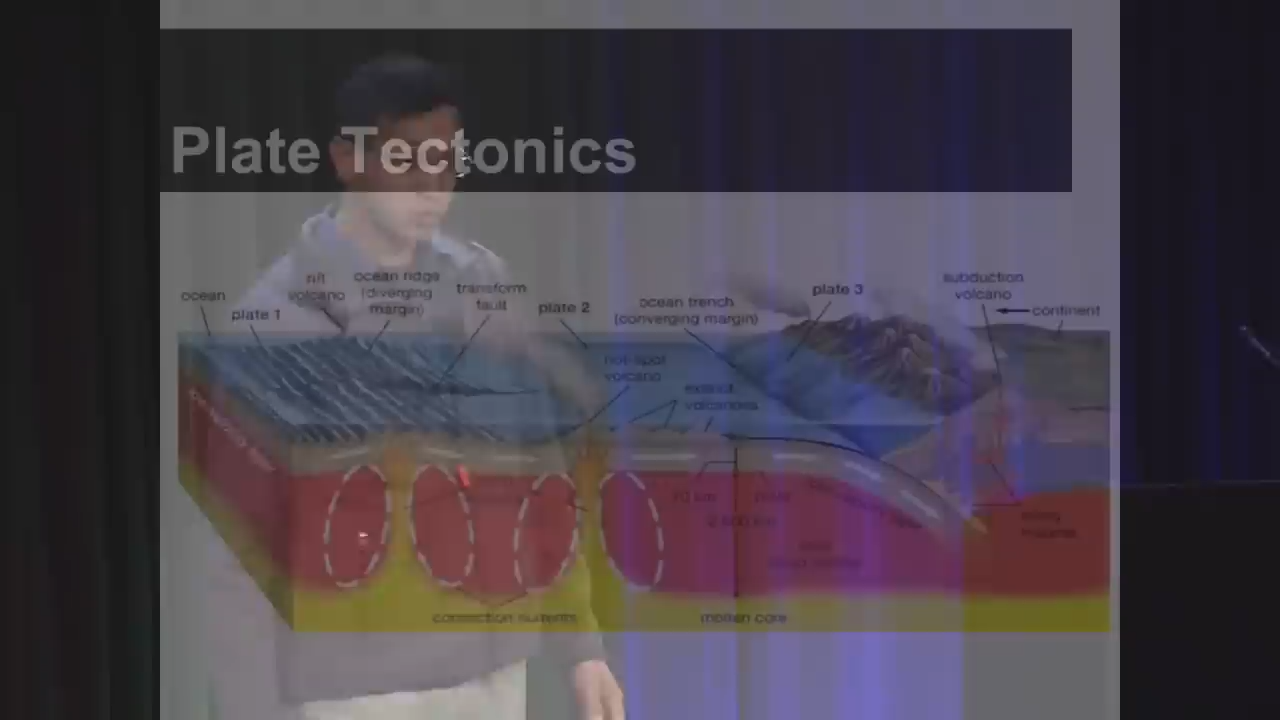 Plate Tectonics
ocean
plate 1
rift
volcano
ocean ridge
(diverging
margin)
transform
fault
plate 2
ocean trench
(converging margin)
plate 3
subduction
volcano
continent
hot-spot
volcano
extinct
volcanoes
convection currents
molten core